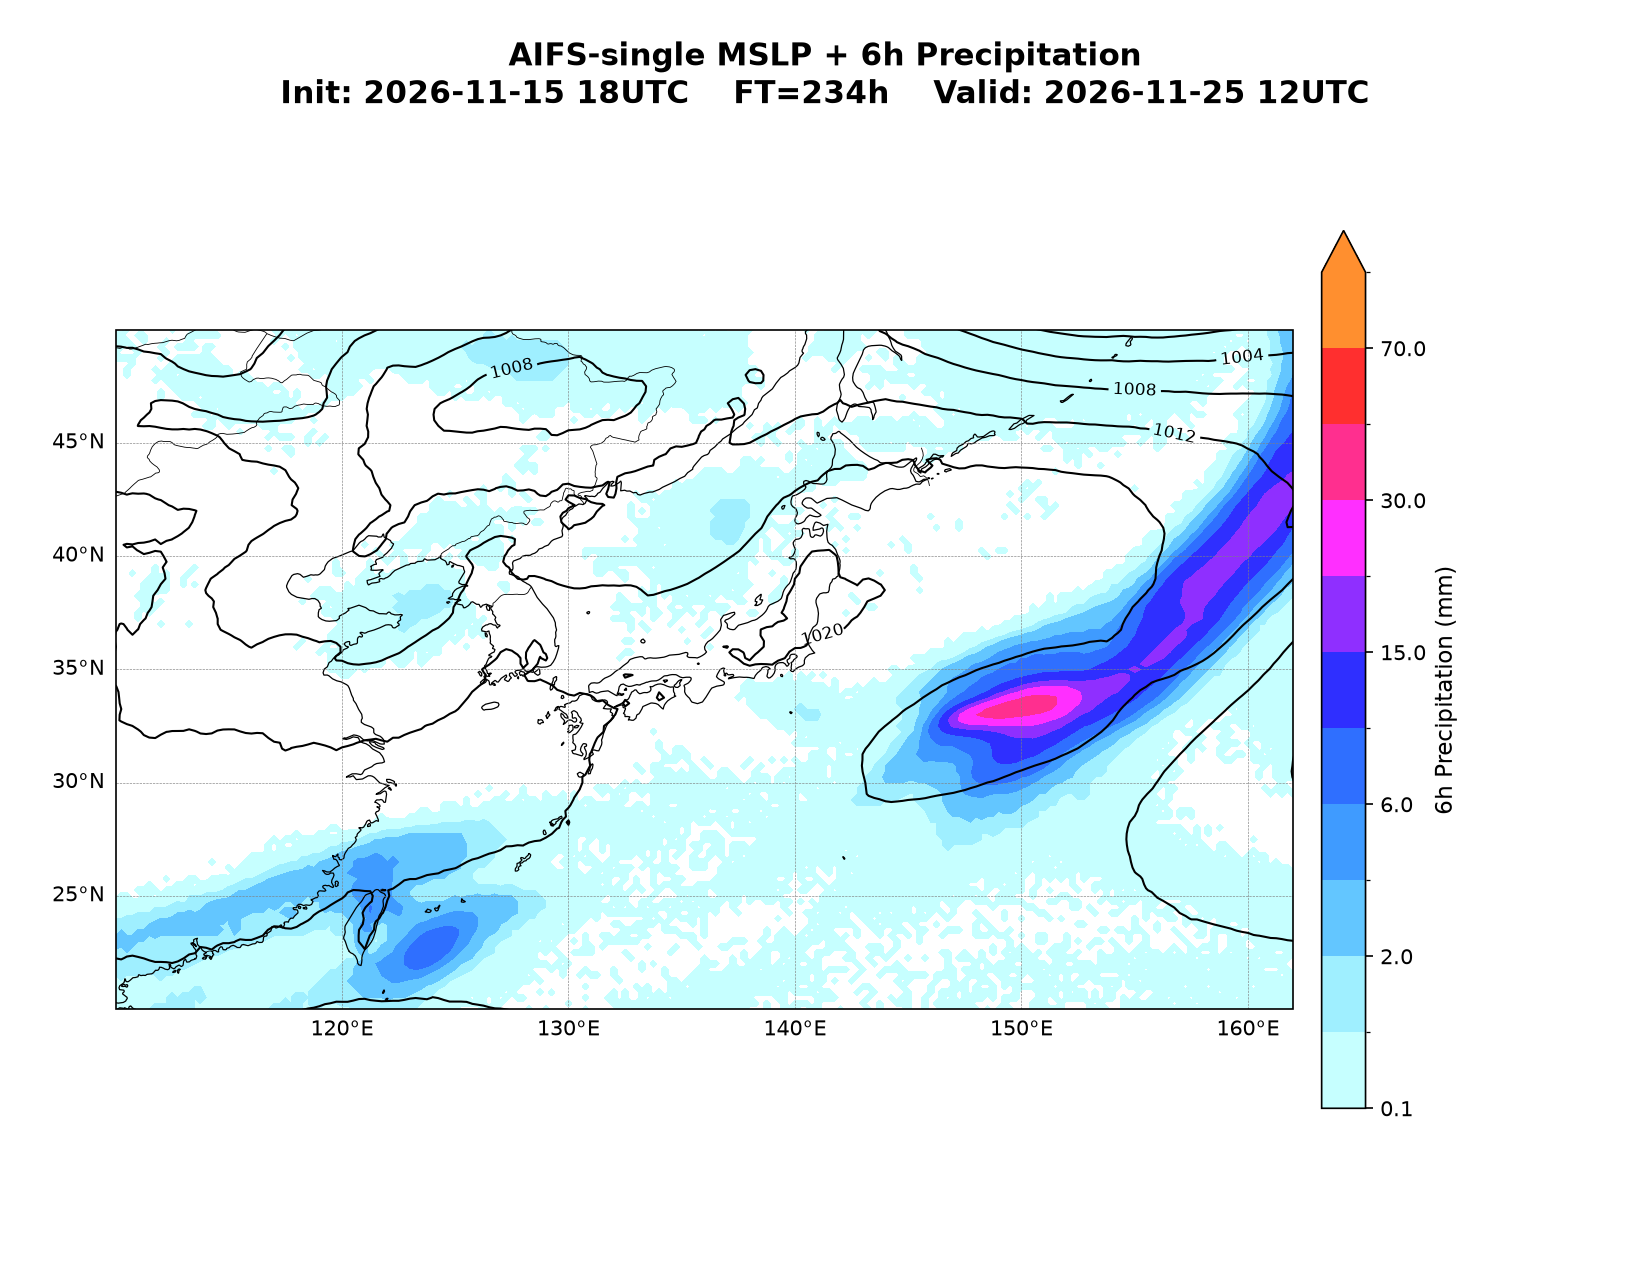 AIFS-single MSLP + 6h Precipitation
Init: 2026-11-15 18UTC    FT=234h    Valid: 2026-11-25 12UTC
1008
1004
1008
1012
1020
45°N
40°N
35°N
30°N
25°N
120°E
130°E
140°E
150°E
160°E
70.0
30.0
15.0
6.0
2.0
0.1
6h Precipitation (mm)